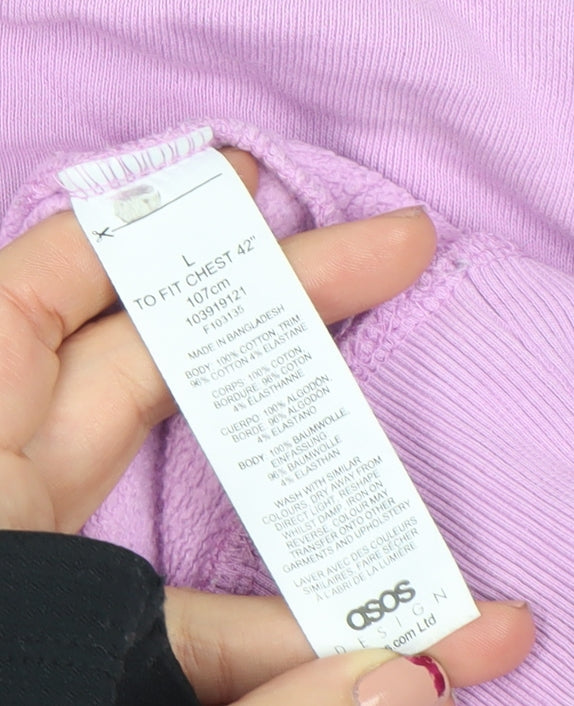 L
TO FIT CHEST 42"
107cm
103919121
F103135
MADE IN BANGLADESH
BODY: 100% COTTON, TRIM
96% COTTON 4% ELASTANE
CORPS: 100% COTON,
BORDURE: 96% COTON
4% ÉLASTHANNE
CUERPO: 100% ALGODÓN
BORDE: 96% ALGODON
4% ELASTANO
BODY: 100% BAUMWOLLE,
EINFASSUNG
96% BAUMWOLLE
4% ELASTHAN
WASH WITH SIMILAR
COLOURS. DRY AWAY FROM
DIRECT LIGHT. RESHAPE
WHILST DAMP. IRON ON
REVERSE. COLOUR MAY
TRANSFER ONTO OTHER
GARMENTS AND UPHOLSTERY
LAVER AVEC DES COULEURS
SIMILAIRES. FAIRE SÉCHER
À L'ABRI DE LA LUMIÈRE.
asos
DESIGN
s.com Ltd